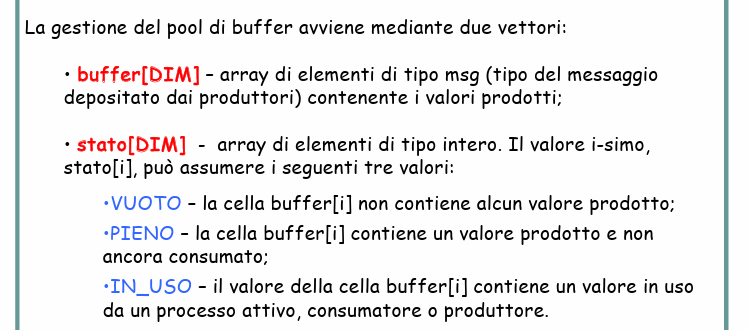 La gestione del pool di buffer avviene mediante due vettori:
• buffer[DIM] – array di elementi di tipo msg (tipo del messaggio
depositato dai produttori) contenente i valori prodotti;
• stato[DIM] - array di elementi di tipo intero. Il valore i-simo,
stato[i], può assumere i seguenti tre valori:
•VUOTO – la cella buffer[i] non contiene alcun valore prodotto;
•PIENO – la cella buffer[i] contiene un valore prodotto e non
ancora consumato;
•IN_USO – il valore della cella buffer[i] contiene un valore in uso
da un processo attivo, consumatore o produttore.